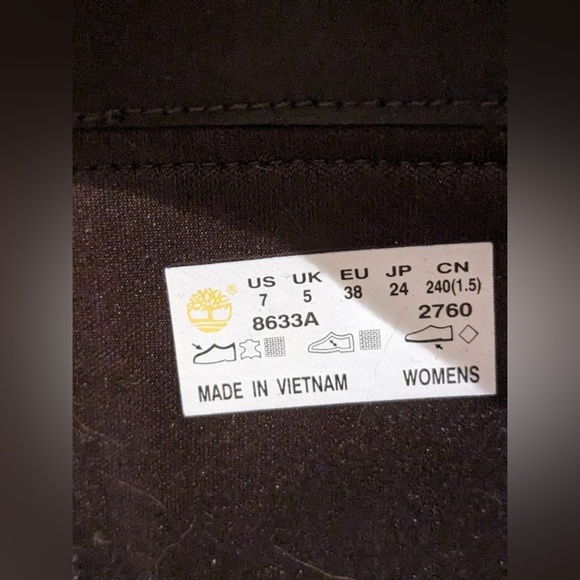 US UK EU JP CN
7 5 38 24 240(1.5)
8633A 2760
MADE IN VIETNAM WOMENS